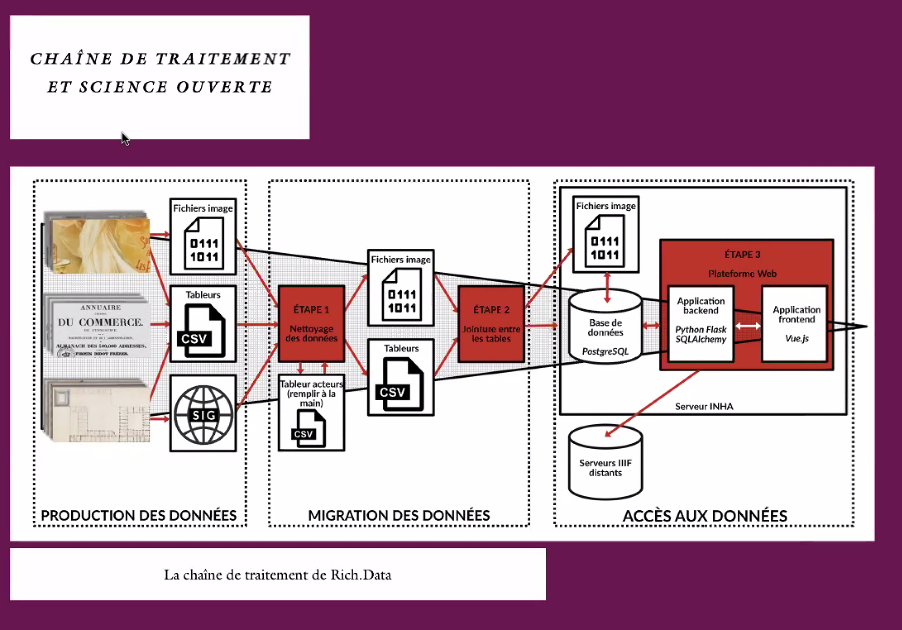 CHAÎNE DE TRAITEMENT
ET SCIENCE OUVERTE
Fichiers image
0111
1011
ANNUAIRE
DU COMMERCE.
ALMANACH DES 500,000 ADRESSES
FIRMIN DIDOT FRÈRES.
Tableurs
CSV
SIG
PRODUCTION DES DONNÉES
ÉTAPE 1
Nettoyage
des données
Tableur acteurs
(remplir à la
main)
CSV
Fichiers image
0111
1011
Tableurs
CSV
ÉTAPE 2
Jointure entre
les tables
MIGRATION DES DONNÉES
Fichiers image
0111
1011
Base de
données
PostgreSQL
ÉTAPE 3
Plateforme Web
Application
backend
Python Flask
SQLAlchemy
Application
frontend
Vue.js
Serveur INHA
Serveurs IIIF
distants
ACCÈS AUX DONNÉES
La chaîne de traitement de Rich.Data